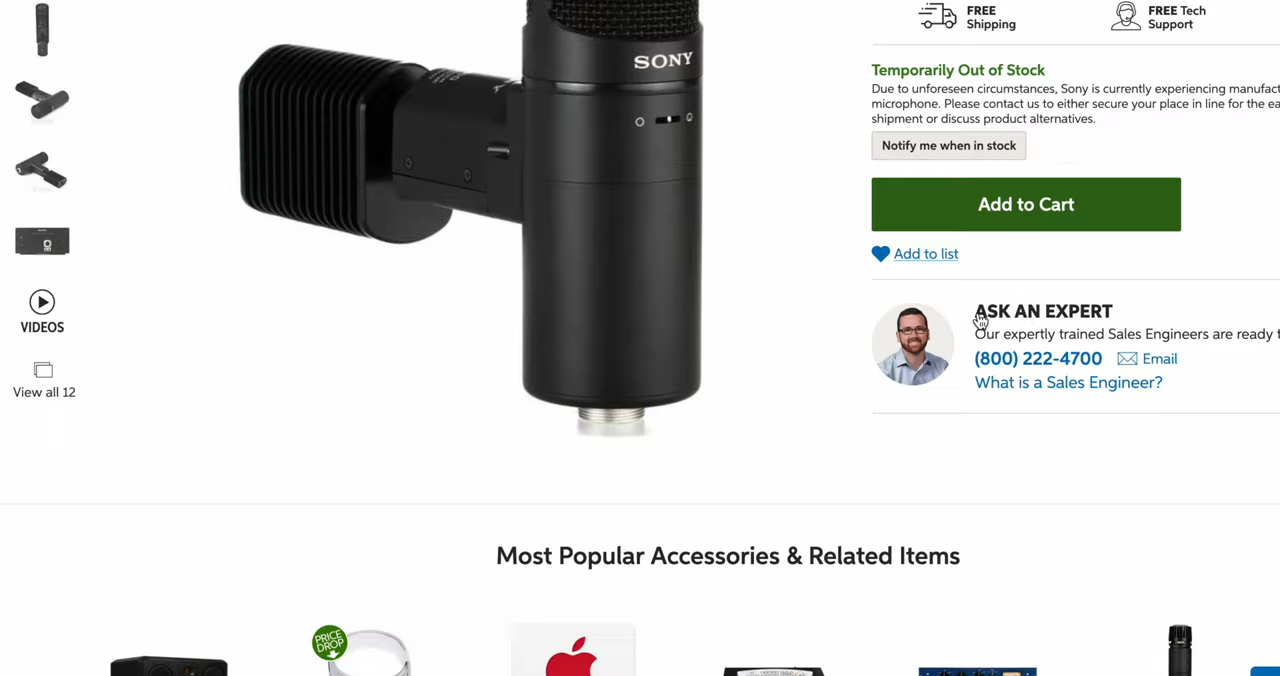 FREE
Shipping
FREE Tech
Support
SONY
Temporarily Out of Stock
Due to unforeseen circumstances, Sony is currently experiencing manufact
microphone. Please contact us to either secure your place in line for the ea
shipment or discuss product alternatives.
Notify me when in stock
Add to Cart
Add to list
VIDEOS
View all 12
ASK AN EXPERT
Our expertly trained Sales Engineers are ready t
(800) 222-4700 Email
What is a Sales Engineer?
Most Popular Accessories & Related Items
PRICE
DROP